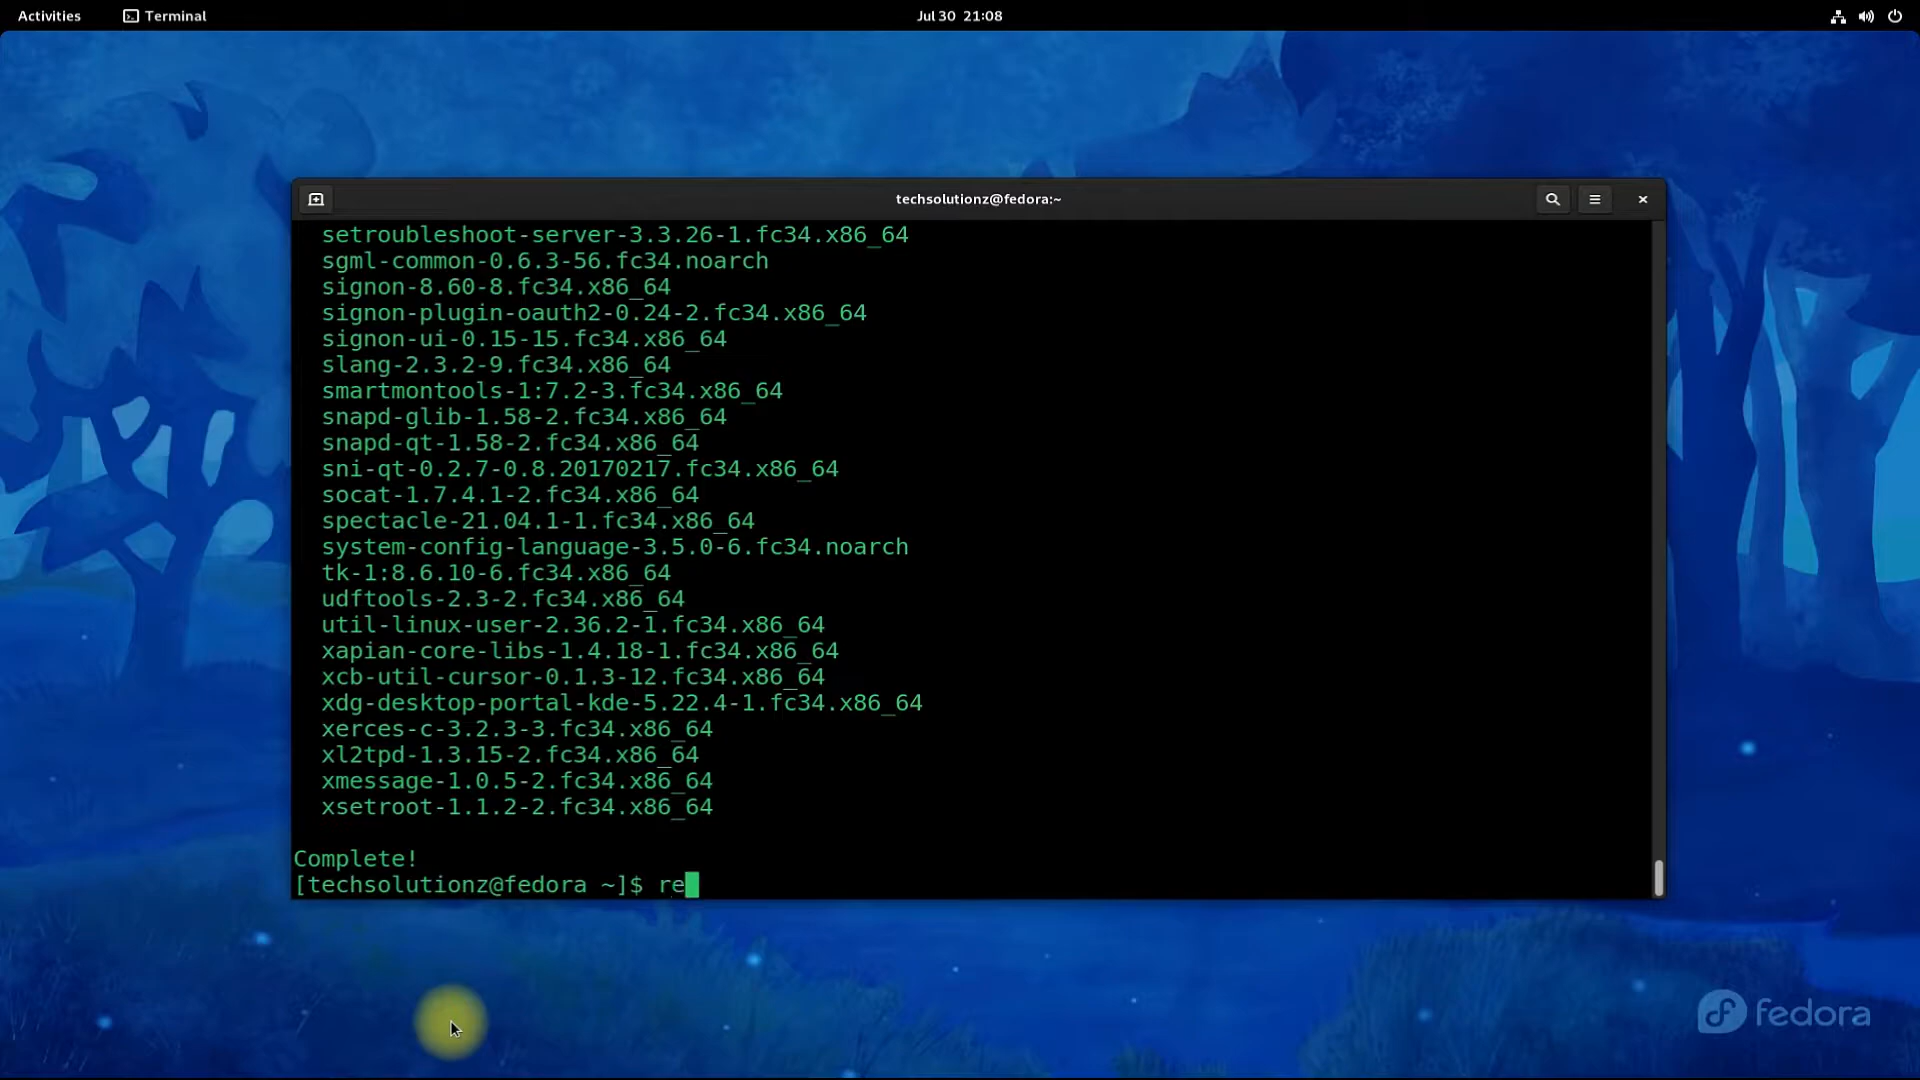 Activities
Terminal
Jul 30 21:08
techsolutionz@fedora:~
setroubleshoot-server-3.3.26-1.fc34.x86_64
sgml-common-0.6.3-56.fc34.noarch
signon-8.60-8.fc34.x86_64
signon-plugin-oauth2-0.24-2.fc34.x86_64
signon-ui-0.15-15.fc34.x86_64
slang-2.3.2-9.fc34.x86_64
smartmontools-1:7.2-3.fc34.x86_64
snapd-glib-1.58-2.fc34.x86_64
snapd-qt-1.58-2.fc34.x86_64
sni-qt-0.2.7-0.8.20170217.fc34.x86_64
socat-1.7.4.1-2.fc34.x86_64
spectacle-21.04.1-1.fc34.x86_64
system-config-language-3.5.0-6.fc34.noarch
tk-1:8.6.10-6.fc34.x86_64
udftools-2.3-2.fc34.x86_64
util-linux-user-2.36.2-1.fc34.x86_64
xapian-core-libs-1.4.18-1.fc34.x86_64
xcb-util-cursor-0.1.3-12.fc34.x86_64
xdg-desktop-portal-kde-5.22.4-1.fc34.x86_64
xerces-c-3.2.3-3.fc34.x86_64
xl2tpd-1.3.15-2.fc34.x86_64
xmessage-1.0.5-2.fc34.x86_64
xsetroot-1.1.2-2.fc34.x86_64
Complete!
[techsolutionz@fedora ~]$ re
fedora